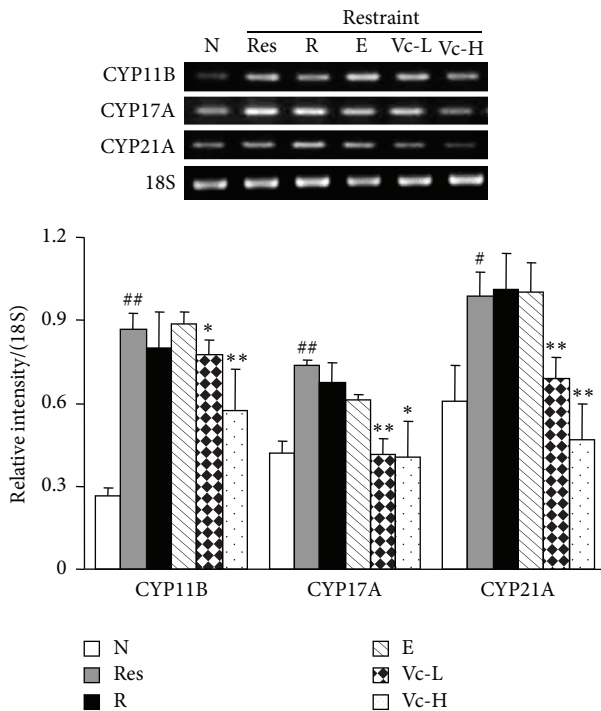 Restraint
N Res R E Vc-L Vc-H
CYP11B
CYP17A
CYP21A
18S
Relative intensity/(18S)
1.2
0.9
0.6
0.3
0
## * **
## ** *
# ** **
CYP11B CYP17A CYP21A
N
Res
R
E
Vc-L
Vc-H